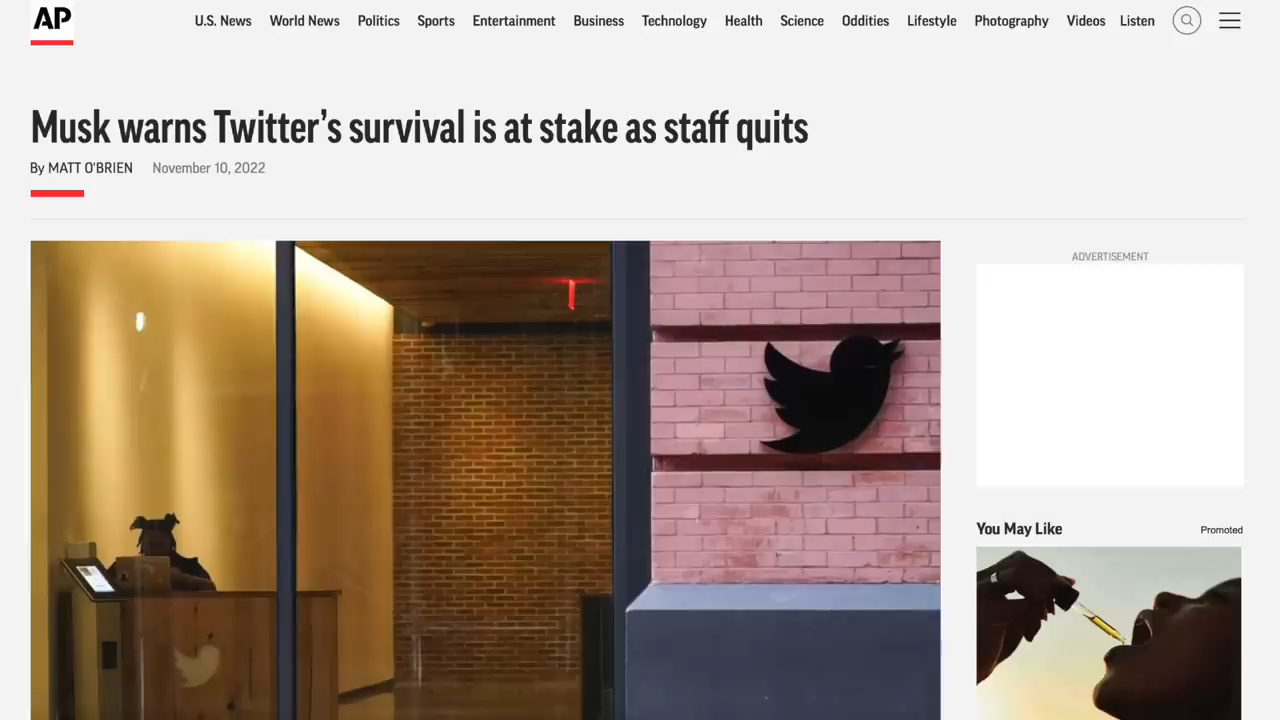 AP
U.S. News World News Politics Sports Entertainment Business Technology Health Science Oddities Lifestyle Photography Videos Listen
Musk warns Twitter’s survival is at stake as staff quits
By MATT O'BRIEN November 10, 2022
ADVERTISEMENT
You May Like Promoted